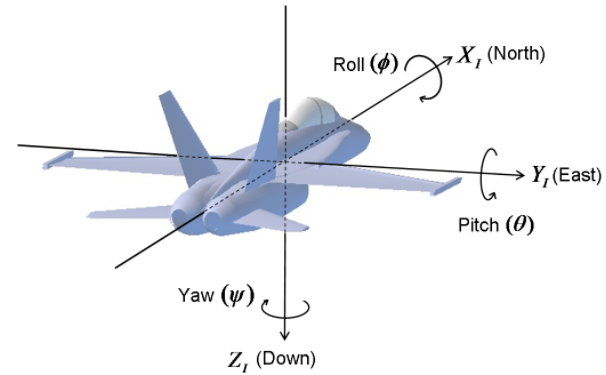 Roll (ϕ)
X_I (North)
Y_I (East)
Pitch (θ)
Yaw (ψ)
Z_I (Down)